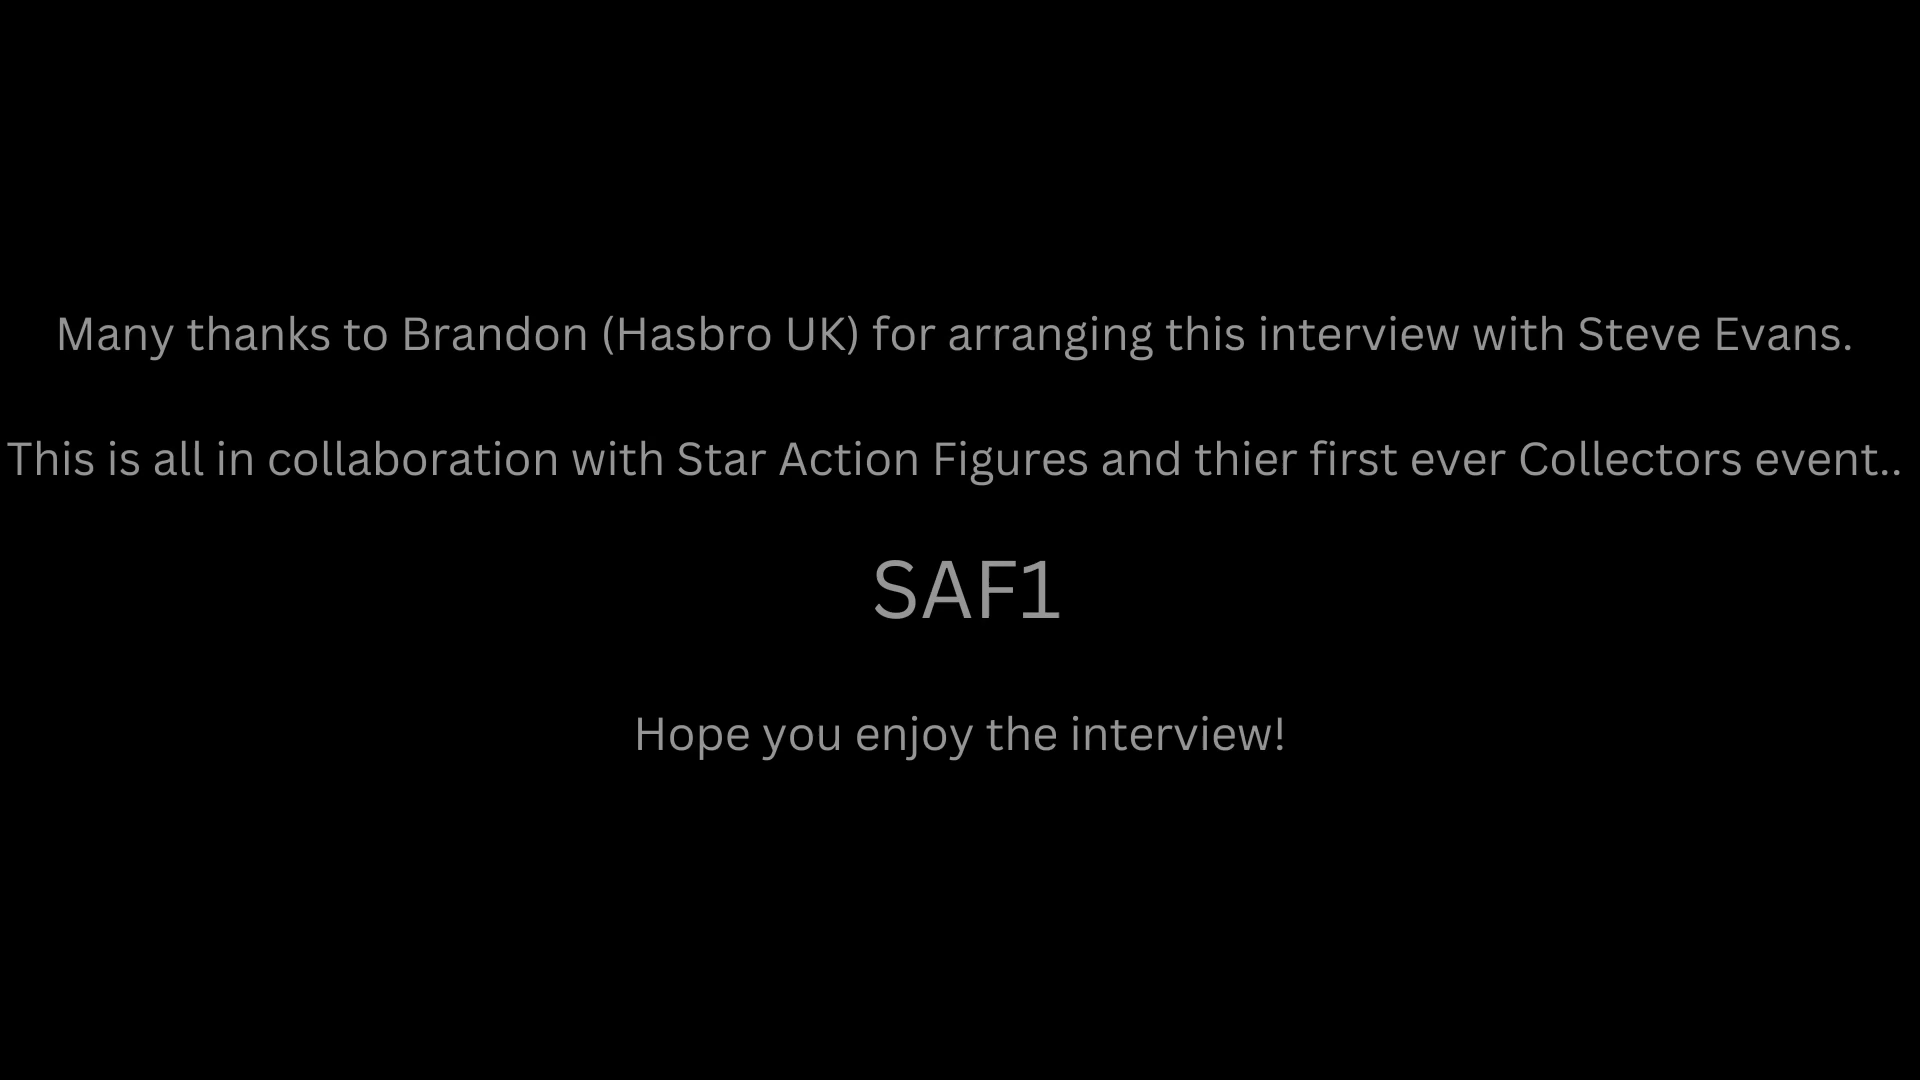 Many thanks to Brandon (Hasbro UK) for arranging this interview with Steve Evans.
This is all in collaboration with Star Action Figures and thier first ever Collectors event..
SAF1
Hope you enjoy the interview!